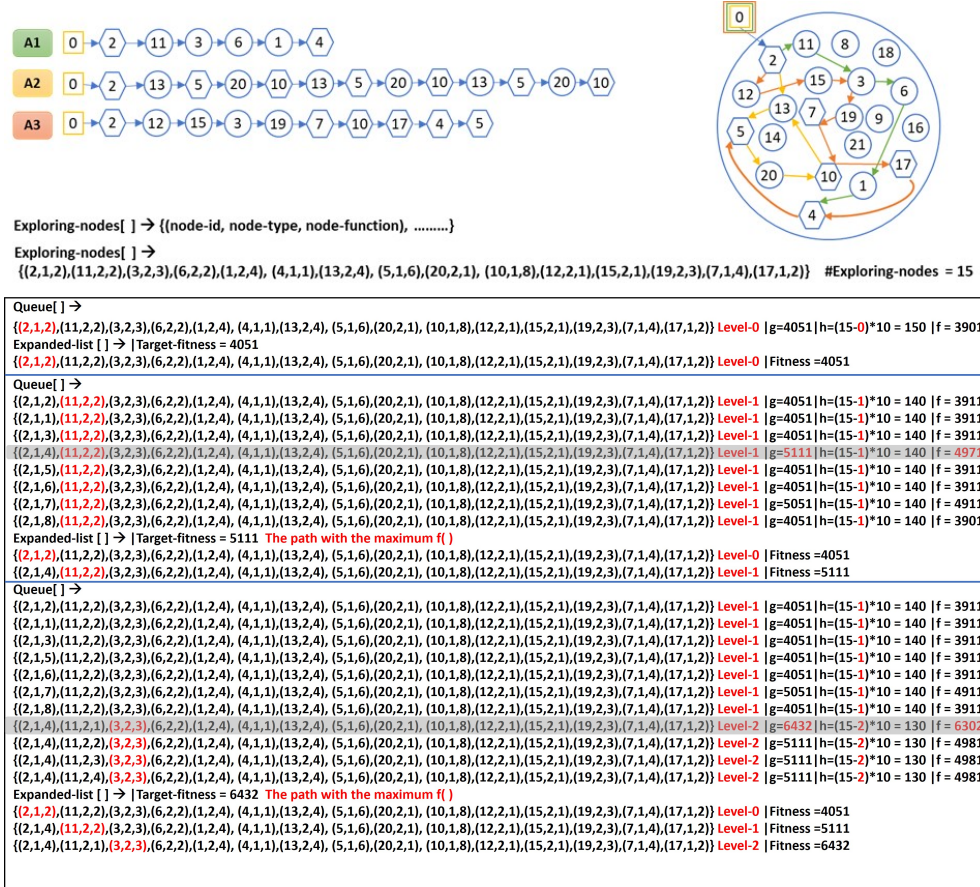 A1 0 2 11 3 6 1 4
A2 0 2 13 5 20 10 13 5 20 10 13 5 20 10
A3 0 2 12 15 3 19 7 10 17 4 5
0
11 8 18
2
15 3 6
12 13 7 19 9
5 14 21 16
20 10 17
1
4
Exploring-nodes[ ] → {(node-id, node-type, node-function), .........}
Exploring-nodes[ ] →
{(2,1,2),(11,2,2),(3,2,3),(6,2,2),(1,2,4), (4,1,1),(13,2,4), (5,1,6),(20,2,1), (10,1,8),(12,2,1),(15,2,1),(19,2,3),(7,1,4),(17,1,2)} #Exploring-nodes = 15
Queue[ ] →
{(2,1,2),(11,2,2),(3,2,3),(6,2,2),(1,2,4), (4,1,1),(13,2,4), (5,1,6),(20,2,1), (10,1,8),(12,2,1),(15,2,1),(19,2,3),(7,1,4),(17,1,2)} Level-0 |g=4051|h=(15-0)*10 = 150 |f = 3901
Expanded-list [ ] → |Target-fitness = 4051
{(2,1,2),(11,2,2),(3,2,3),(6,2,2),(1,2,4), (4,1,1),(13,2,4), (5,1,6),(20,2,1), (10,1,8),(12,2,1),(15,2,1),(19,2,3),(7,1,4),(17,1,2)} Level-0 |Fitness =4051
Queue[ ] →
{(2,1,2),(11,2,2),(3,2,3),(6,2,2),(1,2,4), (4,1,1),(13,2,4), (5,1,6),(20,2,1), (10,1,8),(12,2,1),(15,2,1),(19,2,3),(7,1,4),(17,1,2)} Level-1 |g=4051|h=(15-1)*10 = 140 |f = 3911
{(2,1,1),(11,2,2),(3,2,3),(6,2,2),(1,2,4), (4,1,1),(13,2,4), (5,1,6),(20,2,1), (10,1,8),(12,2,1),(15,2,1),(19,2,3),(7,1,4),(17,1,2)} Level-1 |g=4051|h=(15-1)*10 = 140 |f = 3911
{(2,1,3),(11,2,2),(3,2,3),(6,2,2),(1,2,4), (4,1,1),(13,2,4), (5,1,6),(20,2,1), (10,1,8),(12,2,1),(15,2,1),(19,2,3),(7,1,4),(17,1,2)} Level-1 |g=4051|h=(15-1)*10 = 140 |f = 3911
{(2,1,4),(11,2,2),(3,2,3),(6,2,2),(1,2,4), (4,1,1),(13,2,4), (5,1,6),(20,2,1), (10,1,8),(12,2,1),(15,2,1),(19,2,3),(7,1,4),(17,1,2)} Level-1 |g=5111|h=(15-1)*10 = 140 |f = 4971
{(2,1,5),(11,2,2),(3,2,3),(6,2,2),(1,2,4), (4,1,1),(13,2,4), (5,1,6),(20,2,1), (10,1,8),(12,2,1),(15,2,1),(19,2,3),(7,1,4),(17,1,2)} Level-1 |g=4051|h=(15-1)*10 = 140 |f = 3911
{(2,1,6),(11,2,2),(3,2,3),(6,2,2),(1,2,4), (4,1,1),(13,2,4), (5,1,6),(20,2,1), (10,1,8),(12,2,1),(15,2,1),(19,2,3),(7,1,4),(17,1,2)} Level-1 |g=4051|h=(15-1)*10 = 140 |f = 3911
{(2,1,7),(11,2,2),(3,2,3),(6,2,2),(1,2,4), (4,1,1),(13,2,4), (5,1,6),(20,2,1), (10,1,8),(12,2,1),(15,2,1),(19,2,3),(7,1,4),(17,1,2)} Level-1 |g=5051|h=(15-1)*10 = 140 |f = 4911
{(2,1,8),(11,2,2),(3,2,3),(6,2,2),(1,2,4), (4,1,1),(13,2,4), (5,1,6),(20,2,1), (10,1,8),(12,2,1),(15,2,1),(19,2,3),(7,1,4),(17,1,2)} Level-1 |g=4051|h=(15-1)*10 = 140 |f = 3901
Expanded-list [ ] → |Target-fitness = 5111 The path with the maximum f( )
{(2,1,2),(11,2,2),(3,2,3),(6,2,2),(1,2,4), (4,1,1),(13,2,4), (5,1,6),(20,2,1), (10,1,8),(12,2,1),(15,2,1),(19,2,3),(7,1,4),(17,1,2)} Level-0 |Fitness =4051
{(2,1,4),(11,2,2),(3,2,3),(6,2,2),(1,2,4), (4,1,1),(13,2,4), (5,1,6),(20,2,1), (10,1,8),(12,2,1),(15,2,1),(19,2,3),(7,1,4),(17,1,2)} Level-1 |Fitness =5111
Queue[ ] →
{(2,1,2),(11,2,2),(3,2,3),(6,2,2),(1,2,4), (4,1,1),(13,2,4), (5,1,6),(20,2,1), (10,1,8),(12,2,1),(15,2,1),(19,2,3),(7,1,4),(17,1,2)} Level-1 |g=4051|h=(15-1)*10 = 140 |f = 3911
{(2,1,1),(11,2,2),(3,2,3),(6,2,2),(1,2,4), (4,1,1),(13,2,4), (5,1,6),(20,2,1), (10,1,8),(12,2,1),(15,2,1),(19,2,3),(7,1,4),(17,1,2)} Level-1 |g=4051|h=(15-1)*10 = 140 |f = 3911
{(2,1,3),(11,2,2),(3,2,3),(6,2,2),(1,2,4), (4,1,1),(13,2,4), (5,1,6),(20,2,1), (10,1,8),(12,2,1),(15,2,1),(19,2,3),(7,1,4),(17,1,2)} Level-1 |g=4051|h=(15-1)*10 = 140 |f = 3911
{(2,1,5),(11,2,2),(3,2,3),(6,2,2),(1,2,4), (4,1,1),(13,2,4), (5,1,6),(20,2,1), (10,1,8),(12,2,1),(15,2,1),(19,2,3),(7,1,4),(17,1,2)} Level-1 |g=4051|h=(15-1)*10 = 140 |f = 3911
{(2,1,6),(11,2,2),(3,2,3),(6,2,2),(1,2,4), (4,1,1),(13,2,4), (5,1,6),(20,2,1), (10,1,8),(12,2,1),(15,2,1),(19,2,3),(7,1,4),(17,1,2)} Level-1 |g=4051|h=(15-1)*10 = 140 |f = 3911
{(2,1,7),(11,2,2),(3,2,3),(6,2,2),(1,2,4), (4,1,1),(13,2,4), (5,1,6),(20,2,1), (10,1,8),(12,2,1),(15,2,1),(19,2,3),(7,1,4),(17,1,2)} Level-1 |g=5051|h=(15-1)*10 = 140 |f = 4911
{(2,1,8),(11,2,2),(3,2,3),(6,2,2),(1,2,4), (4,1,1),(13,2,4), (5,1,6),(20,2,1), (10,1,8),(12,2,1),(15,2,1),(19,2,3),(7,1,4),(17,1,2)} Level-1 |g=4051|h=(15-1)*10 = 140 |f = 3911
{(2,1,4),(11,2,1),(3,2,3),(6,2,2),(1,2,4), (4,1,1),(13,2,4), (5,1,6),(20,2,1), (10,1,8),(12,2,1),(15,2,1),(19,2,3),(7,1,4),(17,1,2)} Level-2 |g=6432|h=(15-2)*10 = 130 |f = 6302
{(2,1,4),(11,2,2),(3,2,3),(6,2,2),(1,2,4), (4,1,1),(13,2,4), (5,1,6),(20,2,1), (10,1,8),(12,2,1),(15,2,1),(19,2,3),(7,1,4),(17,1,2)} Level-2 |g=5111|h=(15-2)*10 = 130 |f = 4981
{(2,1,4),(11,2,3),(3,2,3),(6,2,2),(1,2,4), (4,1,1),(13,2,4), (5,1,6),(20,2,1), (10,1,8),(12,2,1),(15,2,1),(19,2,3),(7,1,4),(17,1,2)} Level-2 |g=5111|h=(15-2)*10 = 130 |f = 4981
{(2,1,4),(11,2,4),(3,2,3),(6,2,2),(1,2,4), (4,1,1),(13,2,4), (5,1,6),(20,2,1), (10,1,8),(12,2,1),(15,2,1),(19,2,3),(7,1,4),(17,1,2)} Level-2 |g=5111|h=(15-2)*10 = 130 |f = 4981
Expanded-list [ ] → |Target-fitness = 6432 The path with the maximum f( )
{(2,1,2),(11,2,2),(3,2,3),(6,2,2),(1,2,4), (4,1,1),(13,2,4), (5,1,6),(20,2,1), (10,1,8),(12,2,1),(15,2,1),(19,2,3),(7,1,4),(17,1,2)} Level-0 |Fitness =4051
{(2,1,4),(11,2,2),(3,2,3),(6,2,2),(1,2,4), (4,1,1),(13,2,4), (5,1,6),(20,2,1), (10,1,8),(12,2,1),(15,2,1),(19,2,3),(7,1,4),(17,1,2)} Level-1 |Fitness =5111
{(2,1,4),(11,2,1),(3,2,3),(6,2,2),(1,2,4), (4,1,1),(13,2,4), (5,1,6),(20,2,1), (10,1,8),(12,2,1),(15,2,1),(19,2,3),(7,1,4),(17,1,2)} Level-2 |Fitness =6432